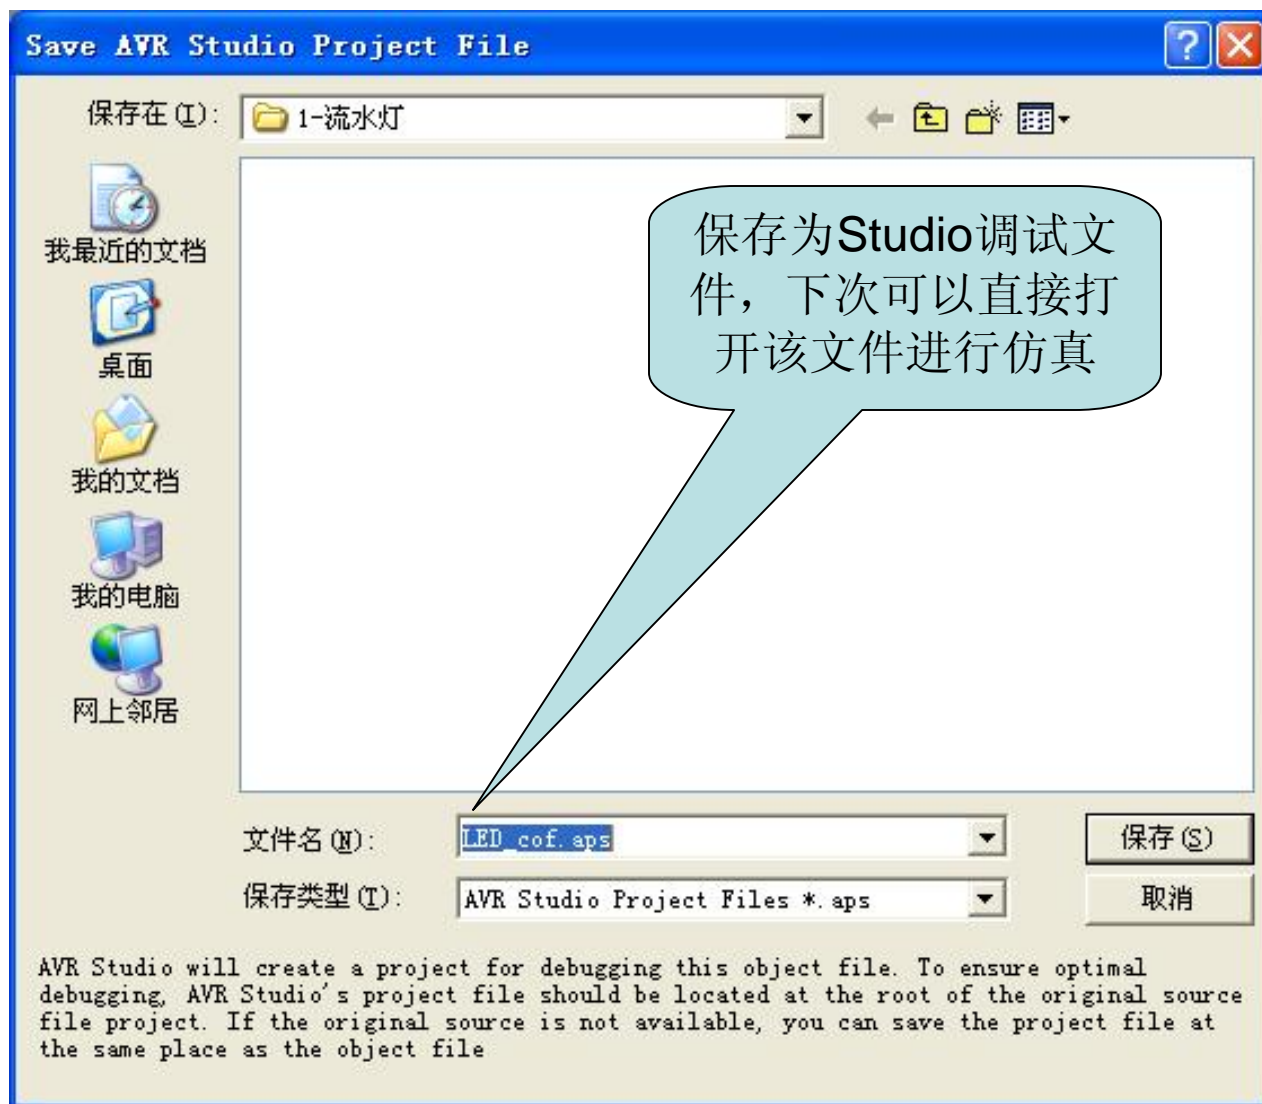 Save AVR Studio Project File
保存在(I):
1-流水灯
我最近的文档
桌面
我的文档
我的电脑
网上邻居
保存为Studio调试文
件，下次可以直接打
开该文件进行仿真
文件名(N):
LED_cof.aps
保存(S)
保存类型(T):
AVR Studio Project Files *.aps
取消
AVR Studio will create a project for debugging this object file. To ensure optimal
debugging, AVR Studio's project file should be located at the root of the original source
file project. If the original source is not available, you can save the project file at
the same place as the object file